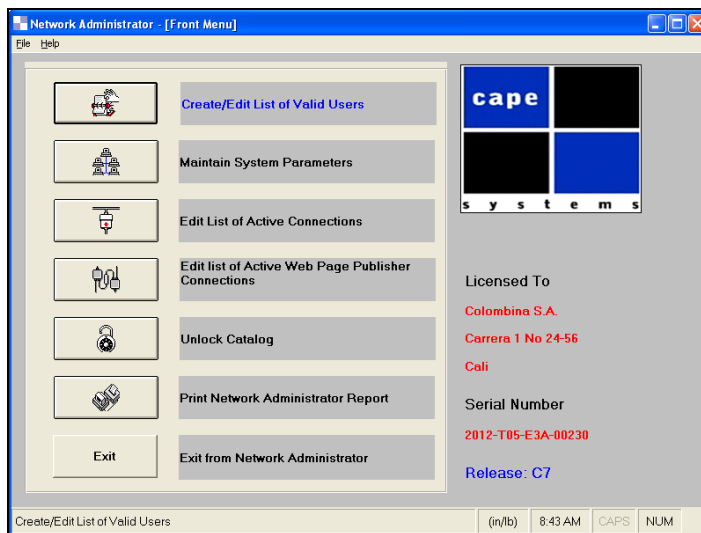 Network Administrator - [Front Menu]
File Help
Create/Edit List of Valid Users
Maintain System Parameters
Edit List of Active Connections
Edit list of Active Web Page Publisher
Connections
Unlock Catalog
Print Network Administrator Report
Exit
Exit from Network Administrator
cape
systems
Licensed To
Colombina S.A.
Carrera 1 No 24-56
Cali
Serial Number
2012-T05-E3A-00230
Release: C7
Create/Edit List of Valid Users (in/lb) 8:43 AM CAPS NUM